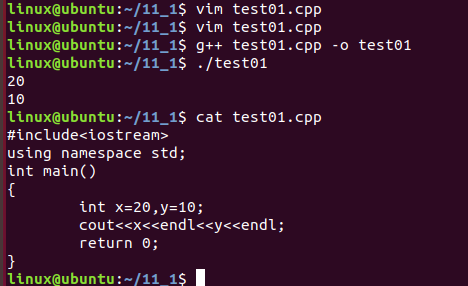 linux@ubuntu:~/11_1$ vim test01.cpp
linux@ubuntu:~/11_1$ vim test01.cpp
linux@ubuntu:~/11_1$ g++ test01.cpp -o test01
linux@ubuntu:~/11_1$ ./test01
20
10
linux@ubuntu:~/11_1$ cat test01.cpp
#include<iostream>
using namespace std;
int main()
{
        int x=20,y=10;
        cout<<x<<endl<<y<<endl;
        return 0;
}
linux@ubuntu:~/11_1$